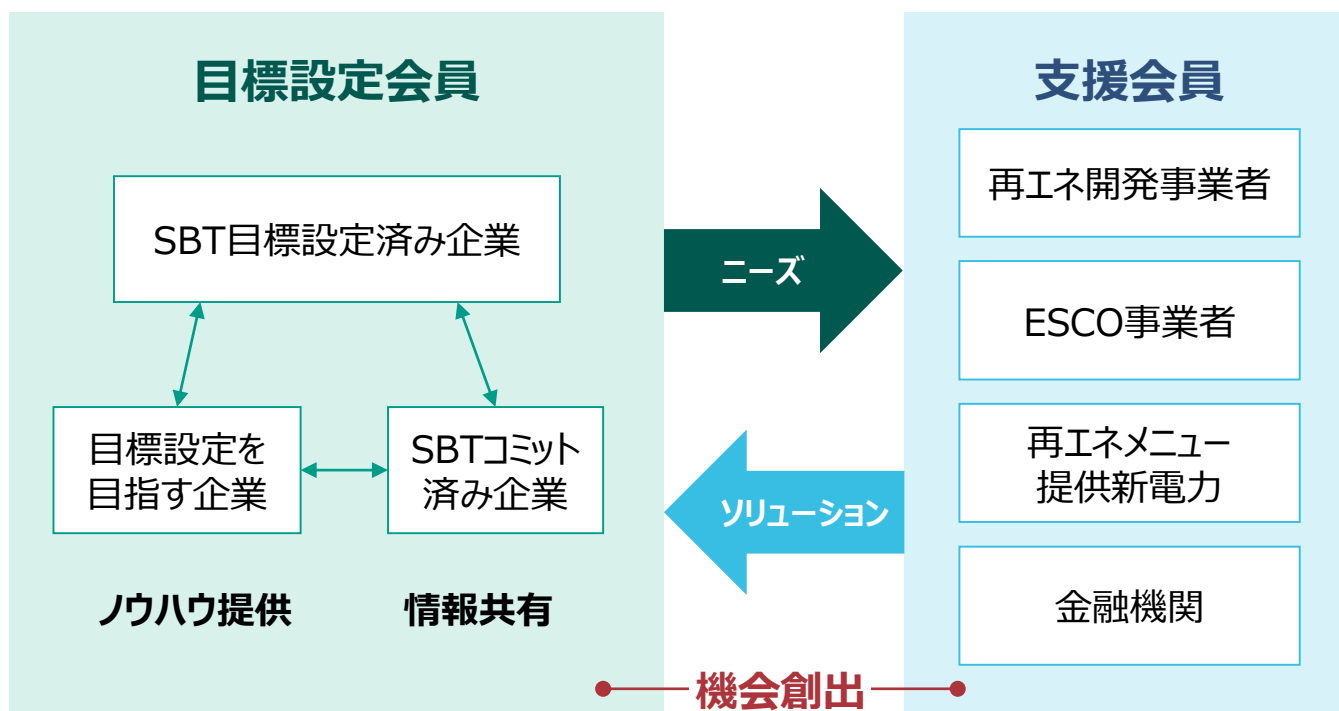 目標設定会員
SBT目標設定済み企業
目標設定を
目指す企業
SBTコミット
済み企業
ノウハウ提供
情報共有
ニーズ
ソリューション
機会創出
支援会員
再エネ開発事業者
ESCO事業者
再エネメニュー
提供新電力
金融機関